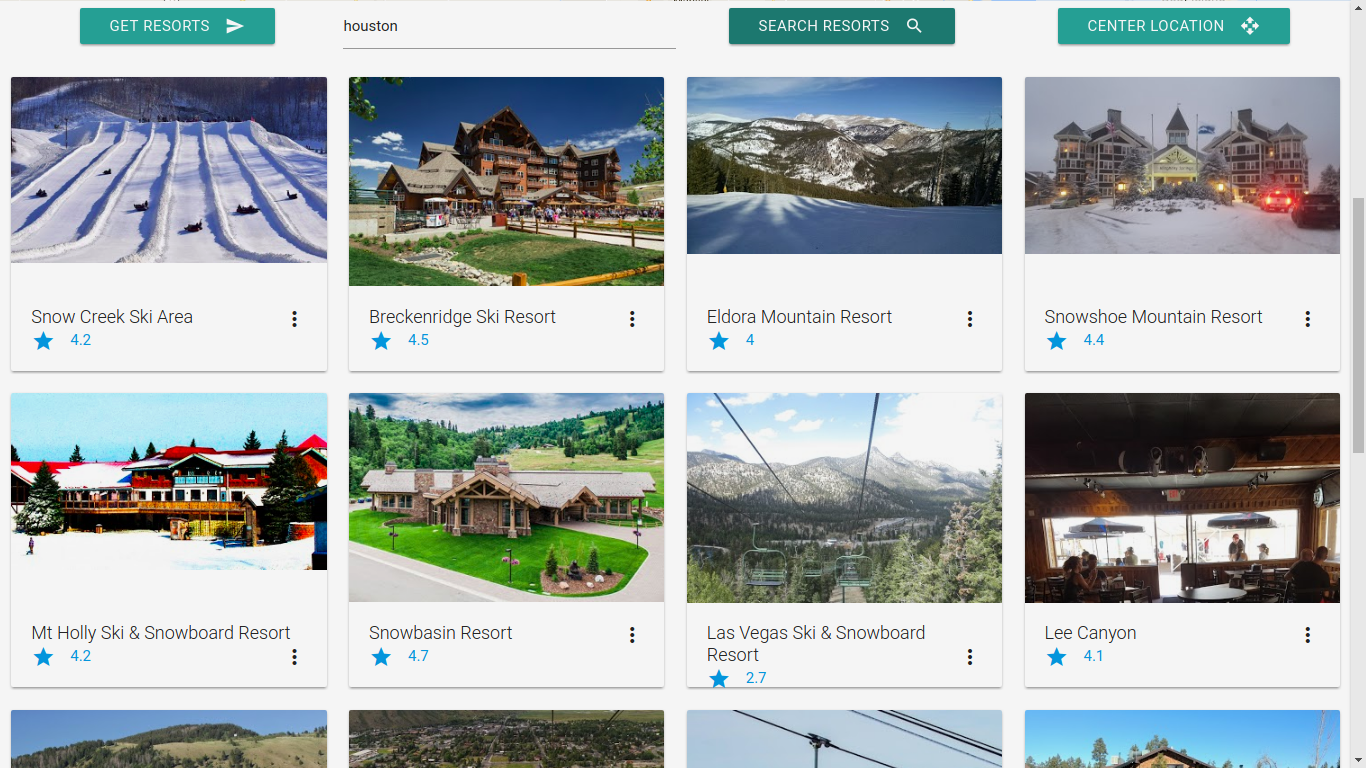 GET RESORTS
houston
SEARCH RESORTS
CENTER LOCATION
Snow Creek Ski Area
4.2
Breckenridge Ski Resort
4.5
Eldora Mountain Resort
4
Snowshoe Mountain Resort
4.4
Mt Holly Ski & Snowboard Resort
4.2
Snowbasin Resort
4.7
Las Vegas Ski & Snowboard
Resort
2.7
Lee Canyon
4.1